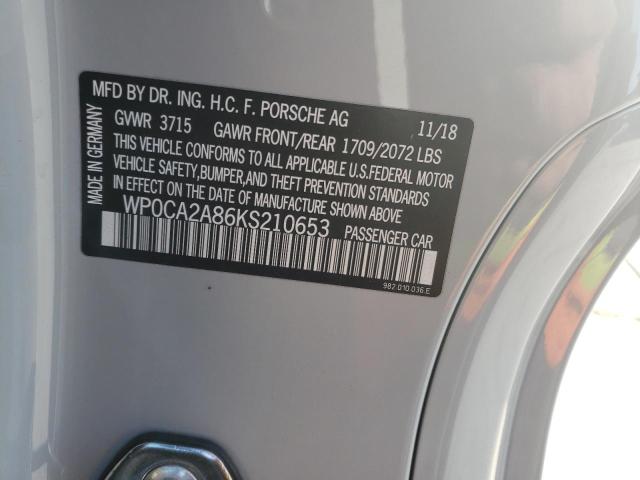 MFD BY DR. ING. H.C. F. PORSCHE AG 11/18
GVWR 3715 GAWR FRONT/REAR 1709/2072 LBS
THIS VEHICLE CONFORMS TO ALL APPLICABLE U.S.FEDERAL MOTOR
VEHICLE SAFETY,BUMPER,AND THEFT PREVENTION STANDARDS
IN EFFECT ON THE DATE OF MANUFACTURE SHOWN ABOVE
WP0CA2A86KS210653 PASSENGER CAR
982.010.036.E
MADE IN GERMANY